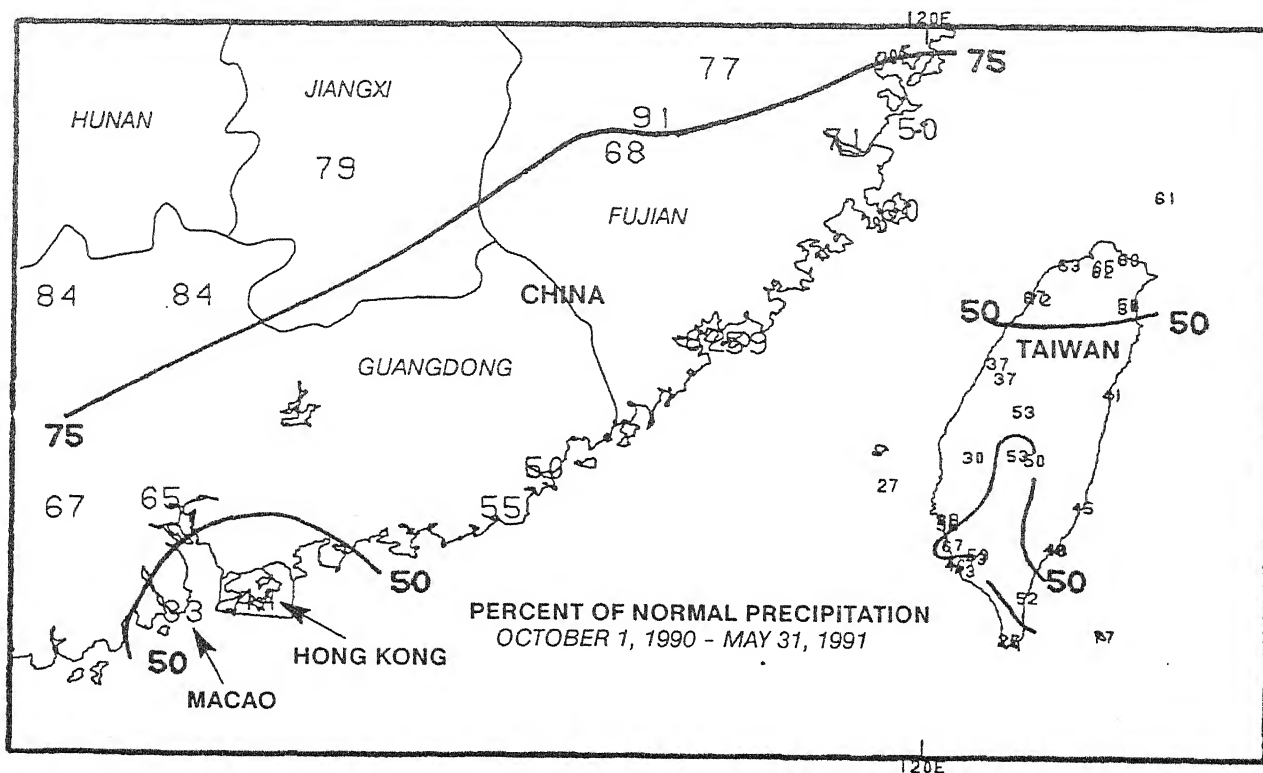 120E
75
77
JIANGXI
HUNAN
91
50
68
79
FUJIAN
61
84
84
CHINA
50
50
TAIWAN
GUANGDONG
37
37
41
53
75
30
53
50
27
67
65
55
45
67
50
50
52
PERCENT OF NORMAL PRECIPITATION
OCTOBER 1, 1990 - MAY 31, 1991
HONG KONG
50
MACAO
120E